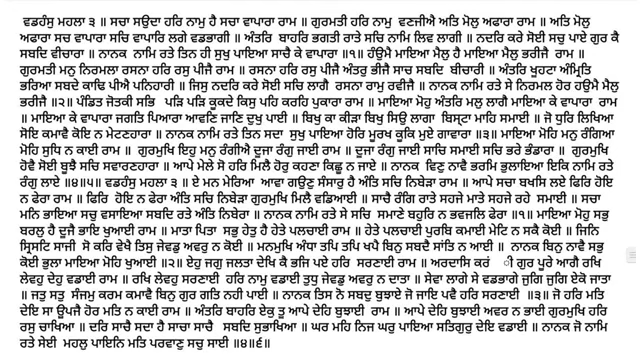 ਵਡਹੰਸੁ ਮਹਲਾ ੩ ॥ ਸਚਾ ਸਉਦਾ ਹਰਿ ਨਾਮੁ ਹੈ ਸਚਾ ਵਾਪਾਰਾ ਰਾਮ ॥ ਗੁਰਮਤੀ ਹਰਿ ਨਾਮੁ ਵਣਜੀਐ ਅਤਿ ਮੋਲੁ ਅਫਾਰਾ ਰਾਮ ॥ ਅਤਿ ਮੋਲੁ
ਅਫਾਰਾ ਸਚ ਵਾਪਾਰਾ ਸਚਿ ਵਾਪਾਰਿ ਲਗੇ ਵਡਭਾਗੀ ॥ ਅੰਤਰਿ ਬਾਹਰਿ ਭਗਤੀ ਰਾਤੇ ਸਚਿ ਨਾਮਿ ਲਿਵ ਲਾਗੀ ॥ ਨਦਰਿ ਕਰੇ ਸੋਈ ਸਚੁ ਪਾਏ ਗੁਰ ਕੈ
ਸਬਦਿ ਵੀਚਾਰਾ ॥ ਨਾਨਕ ਨਾਮਿ ਰਤੇ ਤਿਨ ਹੀ ਸੁਖੁ ਪਾਇਆ ਸਾਚੈ ਕੇ ਵਾਪਾਰਾ ॥੧॥ ਹੰਉਮੈ ਮਾਇਆ ਮੈਲੁ ਹੈ ਮਾਇਆ ਮੈਲੁ ਭਰੀਜੈ ਰਾਮ ॥
ਗੁਰਮਤੀ ਮਨੁ ਨਿਰਮਲਾ ਰਸਨਾ ਹਰਿ ਰਸੁ ਪੀਜੈ ਰਾਮ ॥ ਰਸਨਾ ਹਰਿ ਰਸੁ ਪੀਜੈ ਅੰਤਰੁ ਭੀਜੈ ਸਾਚ ਸਬਦਿ ਬੀਚਾਰੀ ॥ ਅੰਤਰਿ ਖੂਹਟਾ ਅੰਮ੍ਰਿਤਿ
ਭਰਿਆ ਸਬਦੇ ਕਾਢਿ ਪੀਐ ਪਨਿਹਾਰੀ ॥ ਜਿਸੁ ਨਦਰਿ ਕਰੇ ਸੋਈ ਸਚਿ ਲਾਗੈ ਰਸਨਾ ਰਾਮੁ ਰਵੀਜੈ ॥ ਨਾਨਕ ਨਾਮਿ ਰਤੇ ਸੇ ਨਿਰਮਲ ਹੋਰ ਹਉਮੈ ਮੈਲੁ
ਭਰੀਜੈ ॥੨॥ ਪੰਡਿਤ ਜੋਤਕੀ ਸਭਿ ਪੜਿ ਪੜਿ ਕੂਕਦੇ ਕਿਸੁ ਪਹਿ ਕਰਹਿ ਪੁਕਾਰਾ ਰਾਮ ॥ ਮਾਇਆ ਮੋਹੁ ਅੰਤਰਿ ਮਲੁ ਲਾਗੈ ਮਾਇਆ ਕੇ ਵਾਪਾਰਾ ਰਾਮ
॥ ਮਾਇਆ ਕੇ ਵਾਪਾਰਾ ਜਗਤਿ ਪਿਆਰਾ ਆਵਣਿ ਜਾਣਿ ਦੁਖੁ ਪਾਈ ॥ ਬਿਖੁ ਕਾ ਕੀੜਾ ਬਿਖੁ ਸਿਉ ਲਾਗਾ ਬਿਸ੍ਟਾ ਮਾਹਿ ਸਮਾਈ ॥ ਜੋ ਧੁਰਿ ਲਿਖਿਆ
ਸੋਇ ਕਮਾਵੈ ਕੋਇ ਨ ਮੇਟਣਹਾਰਾ ॥ ਨਾਨਕ ਨਾਮਿ ਰਤੇ ਤਿਨ ਸਦਾ ਸੁਖੁ ਪਾਇਆ ਹੋਰਿ ਮੂਰਖ ਕੂਕਿ ਮੁਏ ਗਾਵਾਰਾ ॥੩॥ ਮਾਇਆ ਮੋਹਿ ਮਨੁ ਰੰਗਿਆ
ਮੋਹਿ ਸੁਧਿ ਨ ਕਾਈ ਰਾਮ ॥ ਗੁਰਮੁਖਿ ਇਹੁ ਮਨੁ ਰੰਗੀਐ ਦੂਜਾ ਰੰਗੁ ਜਾਈ ਰਾਮ ॥ ਦੂਜਾ ਰੰਗੁ ਜਾਈ ਸਾਚਿ ਸਮਾਈ ਸਚਿ ਭਰੇ ਭੰਡਾਰਾ ॥ ਗੁਰਮੁਖਿ
ਹੋਵੈ ਸੋਈ ਬੂਝੈ ਸਚਿ ਸਵਾਰਣਹਾਰਾ ॥ ਆਪੇ ਮੇਲੇ ਸੋ ਹਰਿ ਮਿਲੈ ਹੋਰੁ ਕਹਣਾ ਕਿਛੂ ਨ ਜਾਏ ॥ ਨਾਨਕ ਵਿਣੁ ਨਾਵੈ ਭਰਮਿ ਭੁਲਾਇਆ ਇਕਿ ਨਾਮਿ ਰਤੇ
ਰੰਗੁ ਲਾਏ ॥੪॥੫॥ ਵਡਹੰਸੁ ਮਹਲਾ ੩ ॥ ਏ ਮਨ ਮੇਰਿਆ ਆਵਾ ਗਉਣੁ ਸੰਸਾਰੁ ਹੈ ਅੰਤਿ ਸਚਿ ਨਿਬੇੜਾ ਰਾਮ ॥ ਆਪੇ ਸਚਾ ਬਖਸਿ ਲਏ ਫਿਰਿ ਹੋਇ
ਨ ਫੇਰਾ ਰਾਮ ॥ ਫਿਰਿ ਹੋਇ ਨ ਫੇਰਾ ਅੰਤਿ ਸਚਿ ਨਿਬੇੜਾ ਗੁਰਮੁਖਿ ਮਿਲੈ ਵਡਿਆਈ ॥ ਸਾਚੈ ਰੰਗਿ ਰਾਤੇ ਸਹਜੇ ਮਾਤੇ ਸਹਜੇ ਰਹੇ ਸਮਾਈ ॥ ਸਚਾ
ਮਨਿ ਭਾਇਆ ਸਚੁ ਵਸਾਇਆ ਸਬਦਿ ਰਤੇ ਅੰਤਿ ਨਿਬੇਰਾ ॥ ਨਾਨਕ ਨਾਮਿ ਰਤੇ ਸੇ ਸਚਿ ਸਮਾਣੇ ਬਹੁਰਿ ਨ ਭਵਜਲਿ ਫੇਰਾ ॥੧॥ ਮਾਇਆ ਮੋਹੁ ਸਭੁ
ਬਰਲੁ ਹੈ ਦੂਜੈ ਭਾਇ ਖੁਆਈ ਰਾਮ ॥ ਮਾਤਾ ਪਿਤਾ ਸਭੁ ਹੇਤੁ ਹੈ ਹੇਤੇ ਪਲਚਾਈ ਰਾਮ ॥ ਹੇਤੇ ਪਲਚਾਈ ਪੁਰਬਿ ਕਮਾਈ ਮੇਟਿ ਨ ਸਕੈ ਕੋਈ ॥ ਜਿਨਿ
ਸ੍ਰਿਸਟਿ ਸਾਜੀ ਸੋ ਕਰਿ ਵੇਖੈ ਤਿਸੁ ਜੇਵਡੁ ਅਵਰੁ ਨ ਕੋਈ ॥ ਮਨਮੁਖਿ ਅੰਧਾ ਤਪਿ ਤਪਿ ਖਪੈ ਬਿਨੁ ਸਬਦੈ ਸਾਂਤਿ ਨ ਆਈ ॥ ਨਾਨਕ ਬਿਨੁ ਨਾਵੈ ਸਭੁ
ਕੋਈ ਭੁਲਾ ਮਾਇਆ ਮੋਹਿ ਖੁਆਈ ॥੨॥ ਏਹੁ ਜਗੁ ਜਲਤਾ ਦੇਖਿ ਕੈ ਭਜਿ ਪਏ ਹਰਿ ਸਰਣਾਈ ਰਾਮ ॥ ਅਰਦਾਸਿ ਕਰਂ ੀ ਗੁਰ ਪੂਰੇ ਆਗੈ ਰਖਿ
ਲੇਵਹੁ ਦੇਹੁ ਵਡਾਈ ਰਾਮ ॥ ਰਖਿ ਲੇਵਹੁ ਸਰਣਾਈ ਹਰਿ ਨਾਮੁ ਵਡਾਈ ਤੁਧੁ ਜੇਵਡੁ ਅਵਰੁ ਨ ਦਾਤਾ ॥ ਸੇਵਾ ਲਾਗੇ ਸੇ ਵਡਭਾਗੇ ਜੁਗਿ ਜੁਗਿ ਏਕੋ ਜਾਤਾ
॥ ਜਤੁ ਸਤੁ ਸੰਜਮੁ ਕਰਮ ਕਮਾਵੈ ਬਿਨੁ ਗੁਰ ਗਤਿ ਨਹੀ ਪਾਈ ॥ ਨਾਨਕ ਤਿਸ ਨੋ ਸਬਦੁ ਬੁਝਾਏ ਜੋ ਜਾਇ ਪਵੈ ਹਰਿ ਸਰਣਾਈ ॥੩॥ ਜੋ ਹਰਿ ਮਤਿ
ਦੇਇ ਸਾ ਊਪਜੈ ਹੋਰ ਮਤਿ ਨ ਕਾਈ ਰਾਮ ॥ ਅੰਤਰਿ ਬਾਹਰਿ ਏਕੁ ਤੂ ਆਪੇ ਦੇਹਿ ਬੁਝਾਈ ਰਾਮ ॥ ਆਪੇ ਦੇਹਿ ਬੁਝਾਈ ਅਵਰ ਨ ਭਾਈ ਗੁਰਮੁਖਿ ਹਰਿ
ਰਸੁ ਚਾਖਿਆ ॥ ਦਰਿ ਸਾਚੈ ਸਦਾ ਹੈ ਸਾਚਾ ਸਾਚੈ ਸਬਦਿ ਸੁਭਾਖਿਆ ॥ ਘਰ ਮਹਿ ਨਿਜ ਘਰੁ ਪਾਇਆ ਸਤਿਗੁਰੁ ਦੇਇ ਵਡਾਈ ॥ ਨਾਨਕ ਜੋ ਨਾਮਿ
ਰਤੇ ਸੇਈ ਮਹਲੁ ਪਾਇਨਿ ਮਤਿ ਪਰਵਾਣੁ ਸਚੁ ਸਾਈ ॥੪॥੬॥